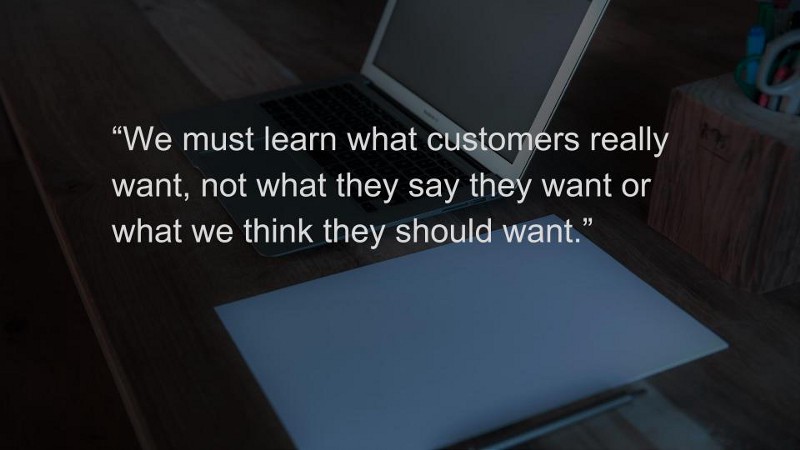 “We must learn what customers really
want, not what they say they want or
what we think they should want.”